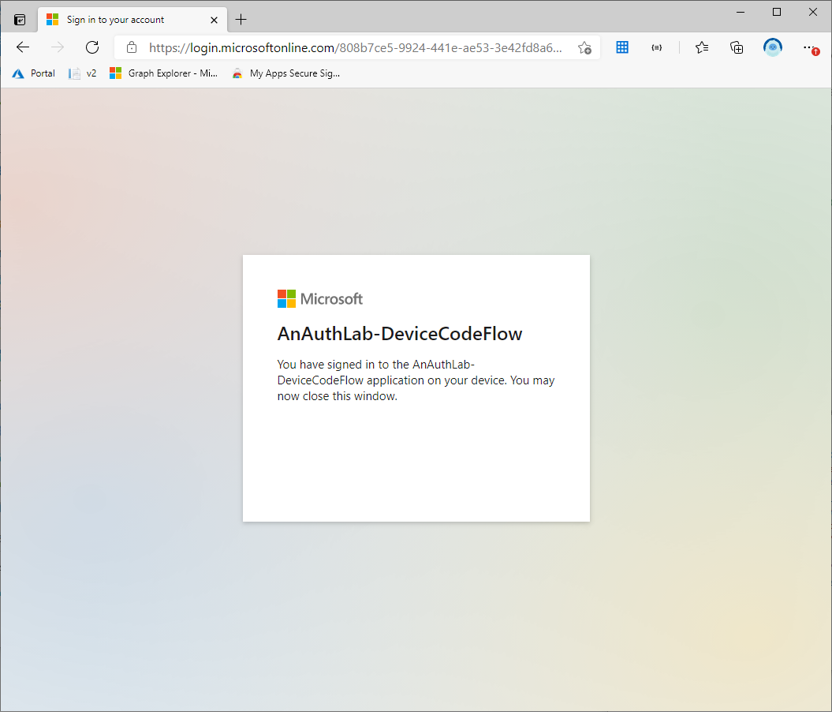 Sign in to your account
https://login.microsoftonline.com/808b7ce5-9924-441e-ae53-3e42fd8a6...
Portal v2 Graph Explorer - Mi... My Apps Secure Sig...
Microsoft
AnAuthLab-DeviceCodeFlow
You have signed in to the AnAuthLab-
DeviceCodeFlow application on your device. You may
now close this window.